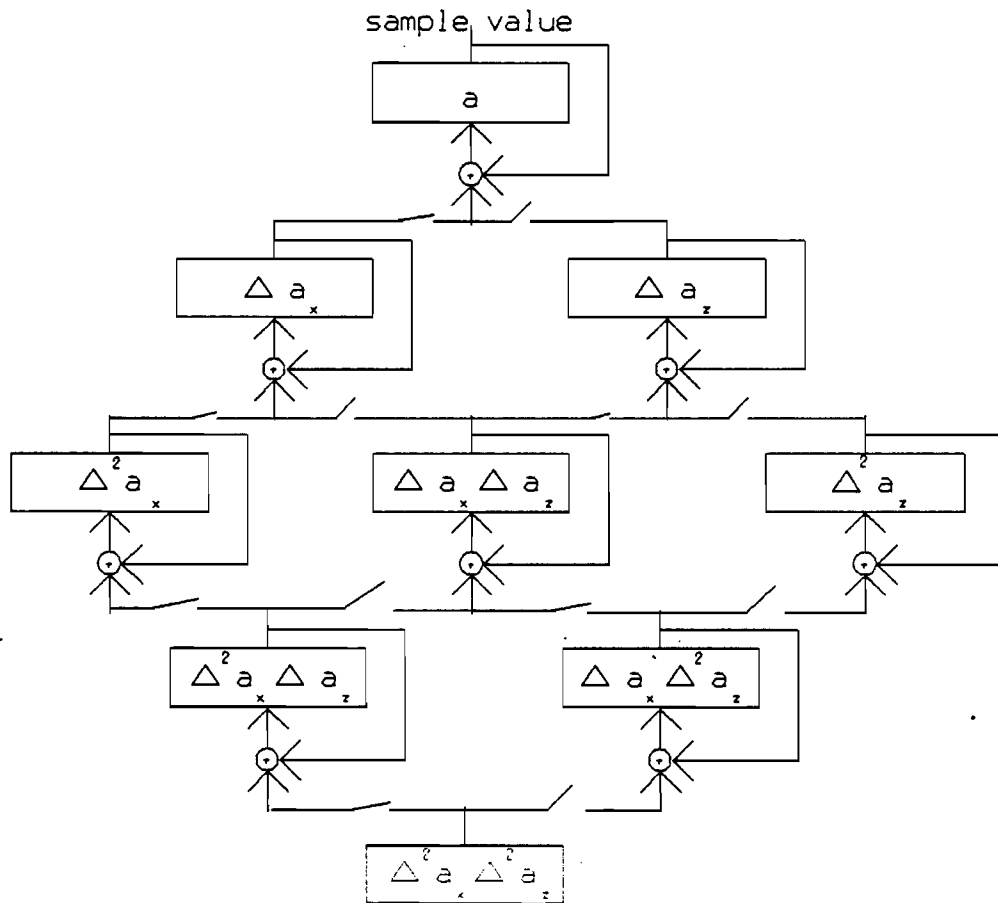 sample value
a
△ a x
△ a z
△ 2 a x
△ a x △ a z
△ 2 a z
△ 2 a x △ a z
△ a x △ 2 a z
△ 2 a x △ 2 a z